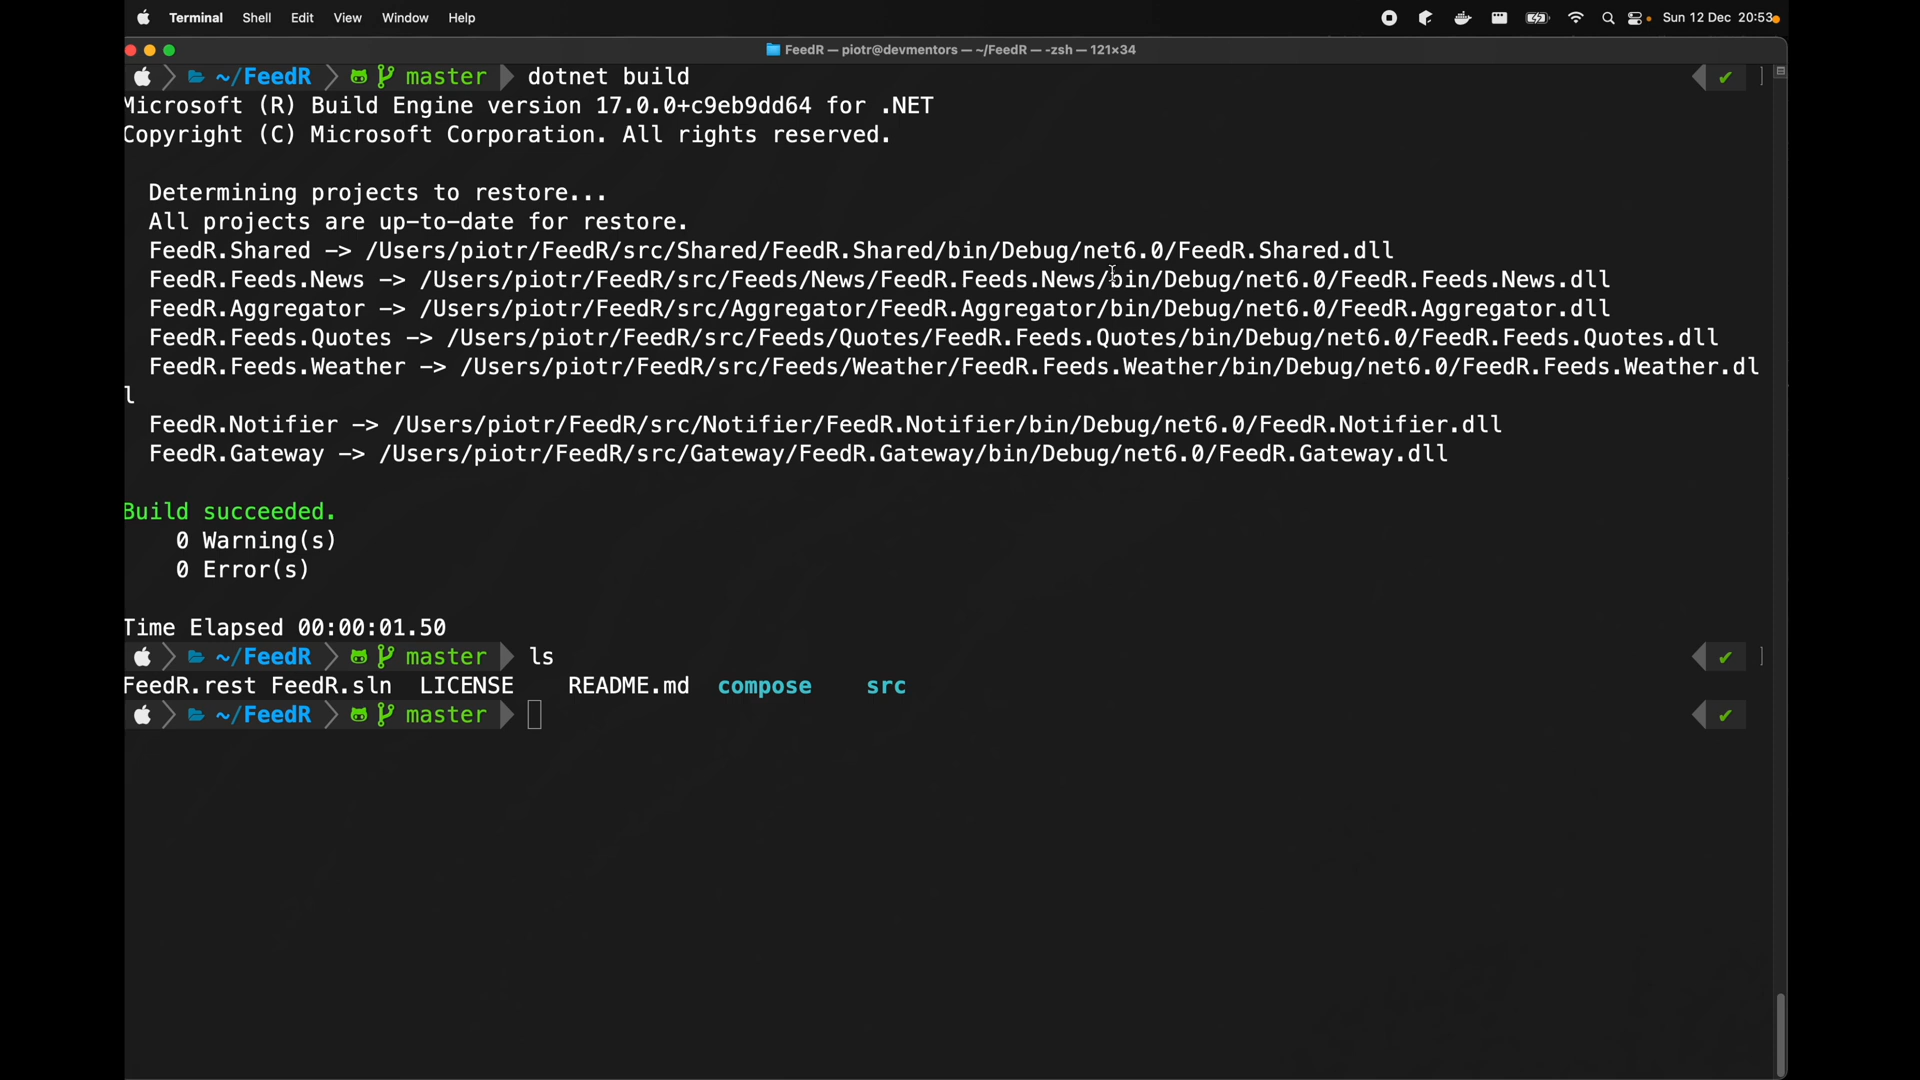 Terminal Shell Edit View Window Help Sun 12 Dec 20:53
FeedR — piotr@devmentors — ~/FeedR — -zsh — 121×34
~/FeedR master dotnet build ✔ ]
Microsoft (R) Build Engine version 17.0.0+c9eb9dd64 for .NET
Copyright (C) Microsoft Corporation. All rights reserved.
Determining projects to restore...
All projects are up-to-date for restore.
FeedR.Shared -> /Users/piotr/FeedR/src/Shared/FeedR.Shared/bin/Debug/net6.0/FeedR.Shared.dll
FeedR.Feeds.News -> /Users/piotr/FeedR/src/Feeds/News/FeedR.Feeds.News/bin/Debug/net6.0/FeedR.Feeds.News.dll
FeedR.Aggregator -> /Users/piotr/FeedR/src/Aggregator/FeedR.Aggregator/bin/Debug/net6.0/FeedR.Aggregator.dll
FeedR.Feeds.Quotes -> /Users/piotr/FeedR/src/Feeds/Quotes/FeedR.Feeds.Quotes/bin/Debug/net6.0/FeedR.Feeds.Quotes.dll
FeedR.Feeds.Weather -> /Users/piotr/FeedR/src/Feeds/Weather/FeedR.Feeds.Weather/bin/Debug/net6.0/FeedR.Feeds.Weather.dl
l
FeedR.Notifier -> /Users/piotr/FeedR/src/Notifier/FeedR.Notifier/bin/Debug/net6.0/FeedR.Notifier.dll
FeedR.Gateway -> /Users/piotr/FeedR/src/Gateway/FeedR.Gateway/bin/Debug/net6.0/FeedR.Gateway.dll
Build succeeded.
0 Warning(s)
0 Error(s)
Time Elapsed 00:00:01.50
~/FeedR master ls ✔ ]
FeedR.rest FeedR.sln LICENSE README.md compose src
~/FeedR master ✔